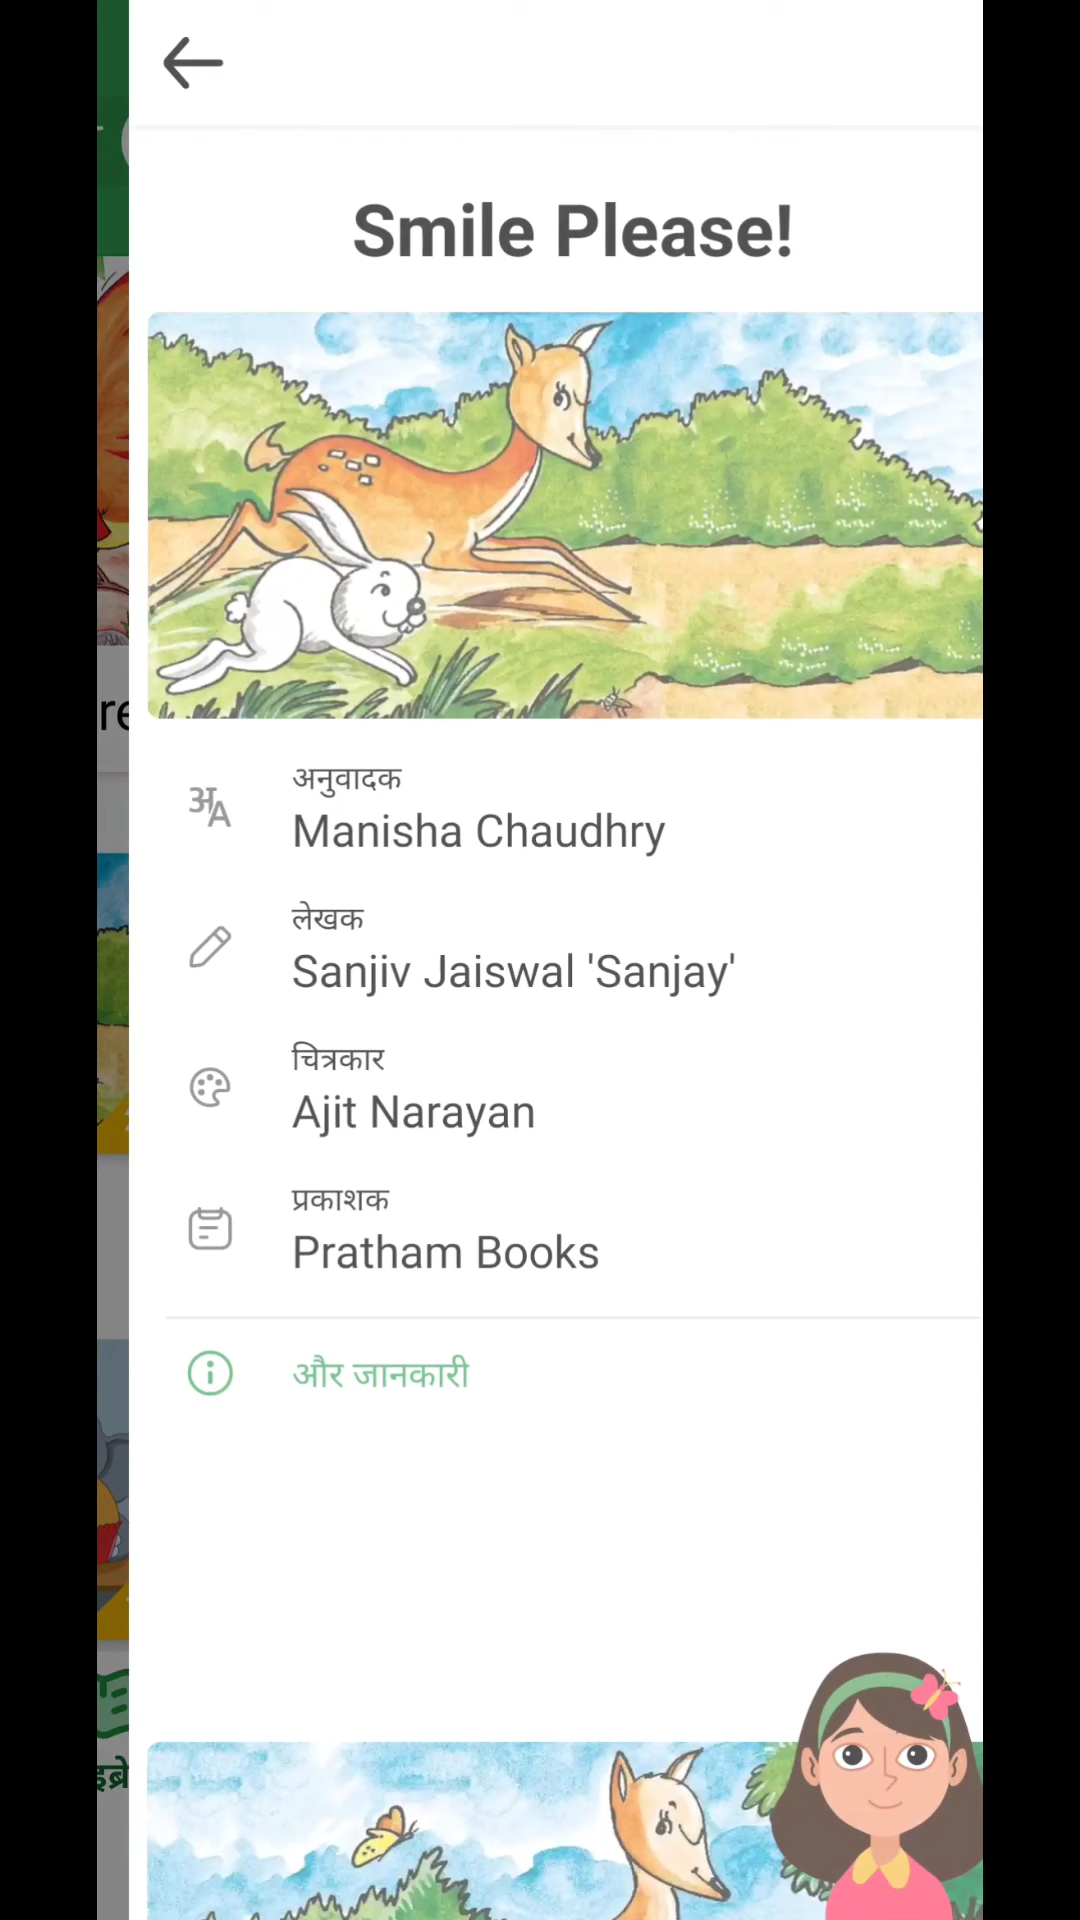 Smile Please!
अनुवादक
Manisha Chaudhry
लेखक
Sanjiv Jaiswal 'Sanjay'
चित्रकार
Ajit Narayan
प्रकाशक
Pratham Books
और जानकारी